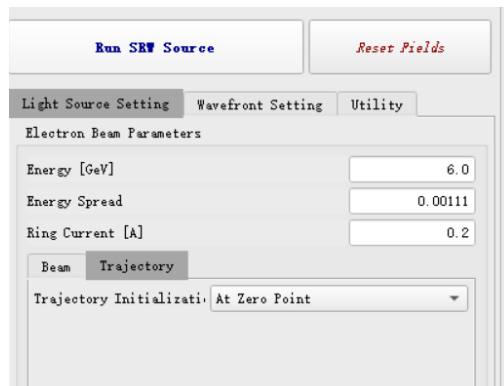 Run SRW Source Reset Fields
Light Source Setting Wavefront Setting Utility
Electron Beam Parameters
Energy [GeV] 6.0
Energy Spread 0.00111
Ring Current [A] 0.2
Beam Trajectory
Trajectory Initializati At Zero Point